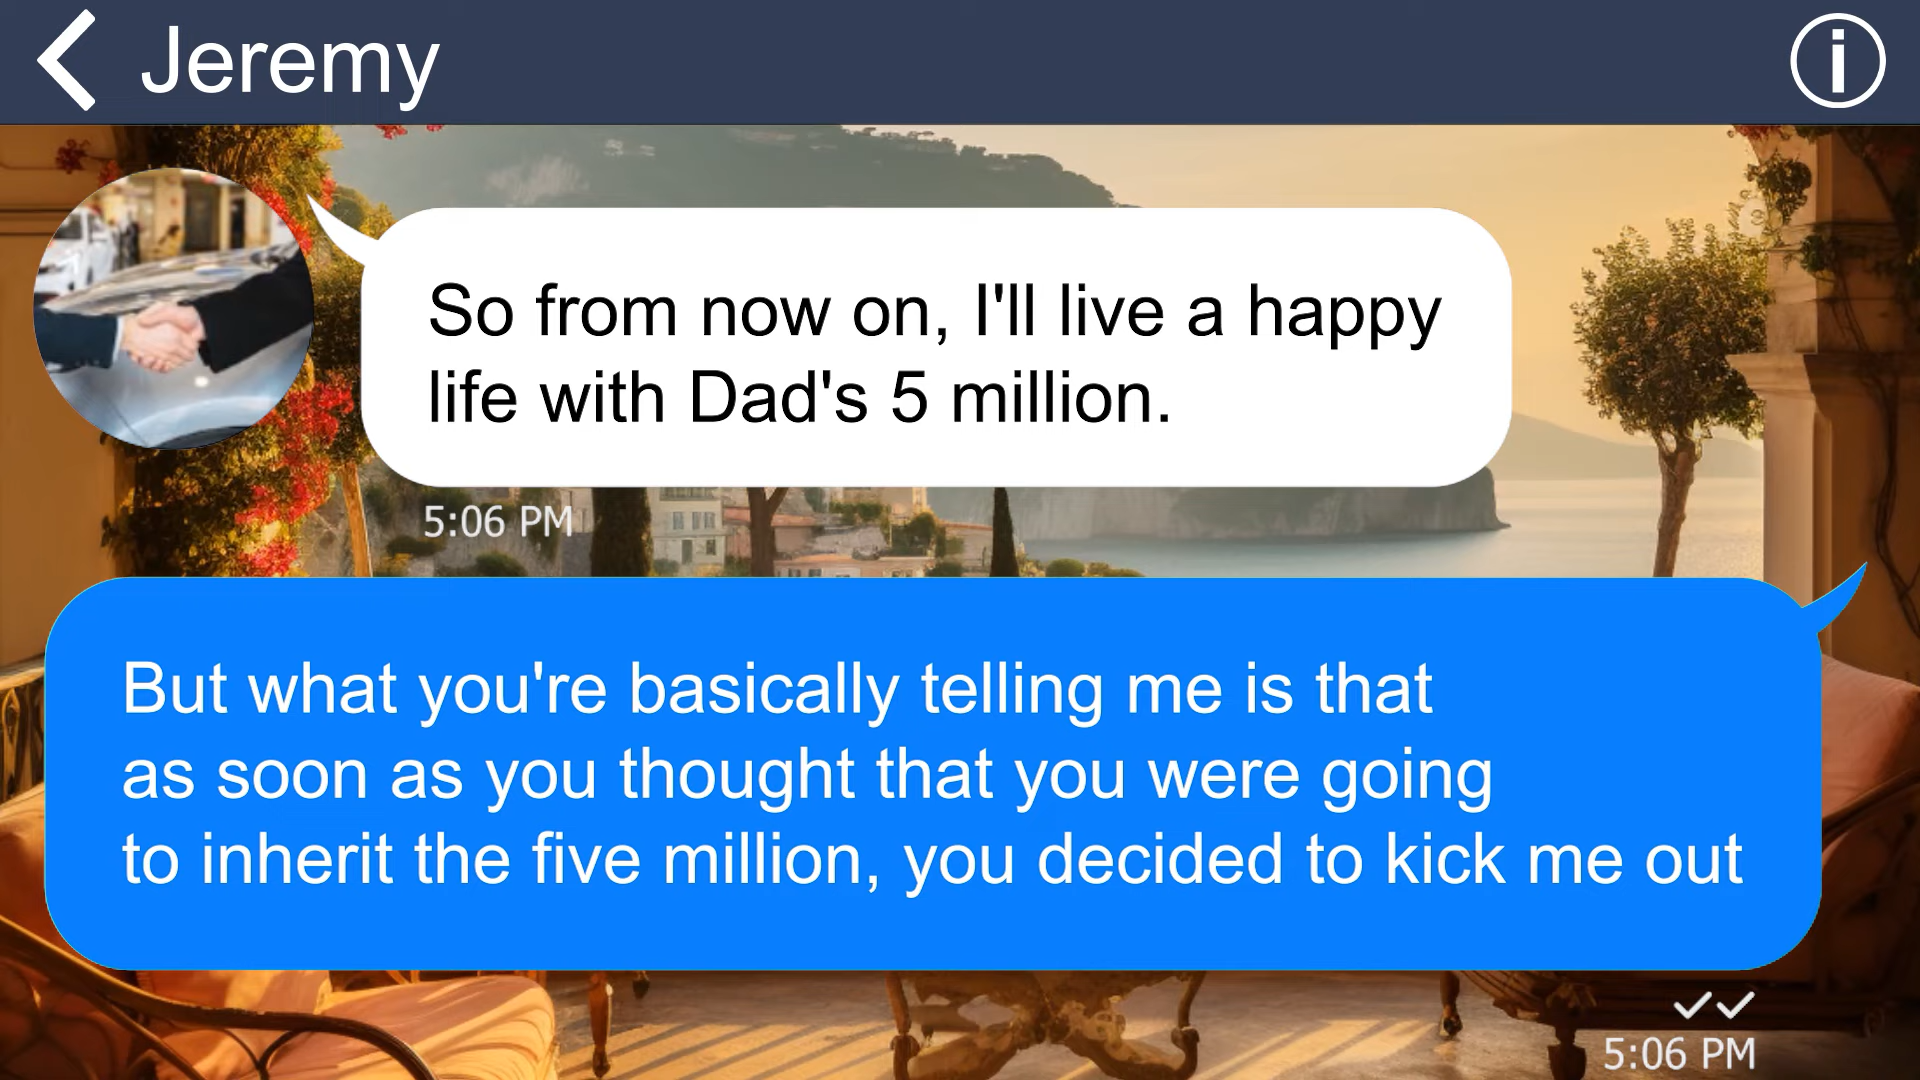 Jeremy
So from now on, I'll live a happy
life with Dad's 5 million.
5:06 PM
But what you're basically telling me is that
as soon as you thought that you were going
to inherit the five million, you decided to kick me out
5:06 PM